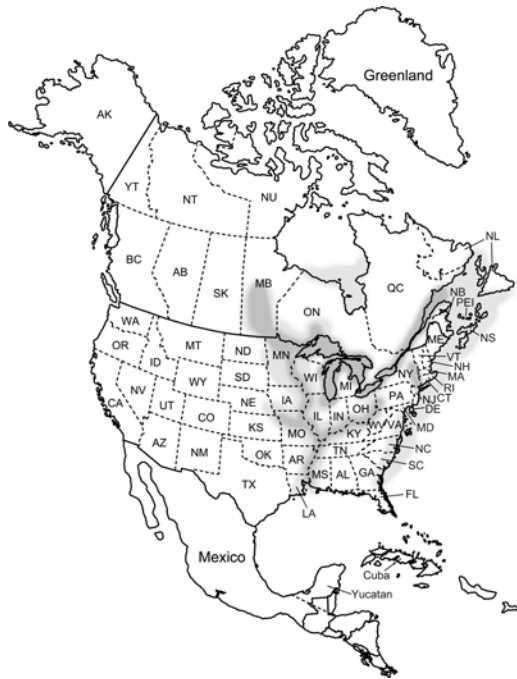 Greenland
AK
YT
NT
NU
NL
BC
AB
SK
MB
ON
QC
NB
PEI
ME
NS
WA
OR
ID
MT
ND
MN
WI
MI
NY
VT
NH
MA
RI
CT
NJ
DE
MD
CA
NV
UT
WY
SD
NE
IA
IL
IN
OH
PA
WV
VA
CO
KS
MO
KY
NC
AZ
NM
OK
AR
TN
SC
TX
MS
AL
GA
LA
FL
Mexico
Cuba
Yucatan